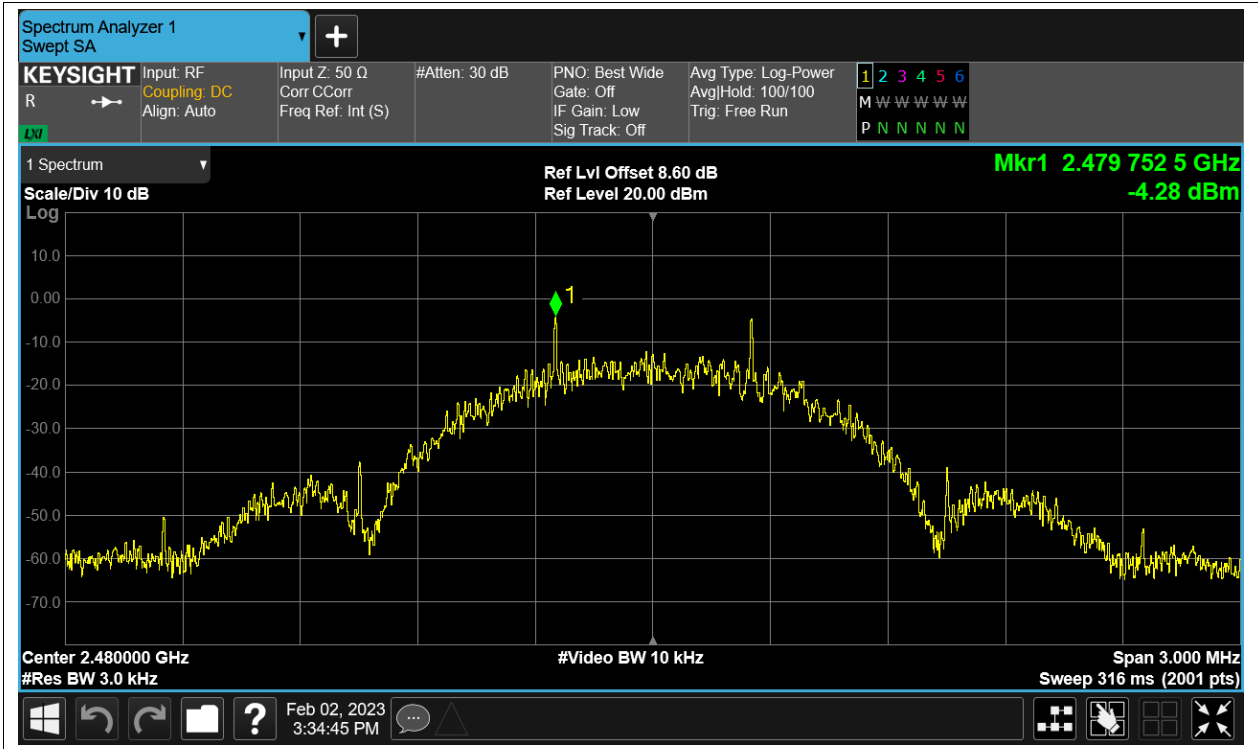 Spectrum Analyzer 1
Swept SA
KEYSIGHT
R
LXI
Input: RF
Coupling: DC
Align: Auto
Input Z: 50 Ω
Corr CCorr
Freq Ref: Int (S)
#Atten: 30 dB
PNO: Best Wide
Gate: Off
IF Gain: Low
Sig Track: Off
Avg Type: Log-Power
Avg|Hold: 100/100
Trig: Free Run
1 2 3 4 5 6
M W W W W W
P N N N N N
1 Spectrum
Scale/Div 10 dB
Log
Ref Lvl Offset 8.60 dB
Ref Level 20.00 dBm
Mkr1 2.479 752 5 GHz
-4.28 dBm
1
10.0
0.00
-10.0
-20.0
-30.0
-40.0
-50.0
-60.0
-70.0
Center 2.480000 GHz
#Res BW 3.0 kHz
#Video BW 10 kHz
Span 3.000 MHz
Sweep 316 ms (2001 pts)
?
Feb 02, 2023
3:34:45 PM